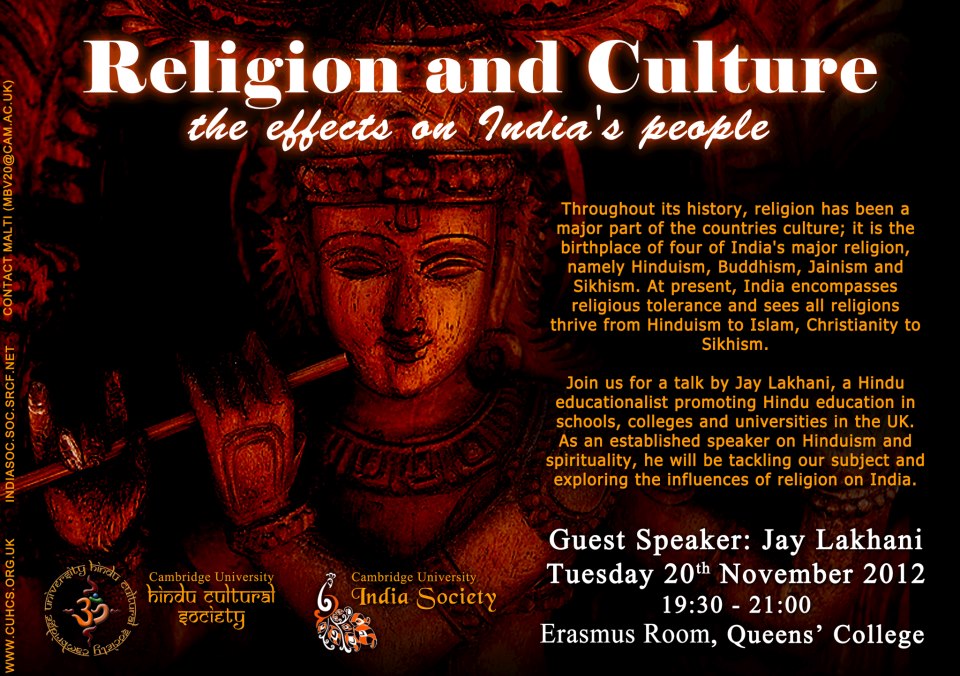 Religion and Culture
the effects on India's people
Throughout its history, religion has been a
major part of the countries culture; it is the
birthplace of four of India's major religion,
namely Hinduism, Buddhism, Jainism and
Sikhism. At present, India encompasses
religious tolerance and sees all religions
thrive from Hinduism to Islam, Christianity to
Sikhism.
Join us for a talk by Jay Lakhani, a Hindu
educationalist promoting Hindu education in
schools, colleges and universities in the UK.
As an established speaker on Hinduism and
spirituality, he will be tackling our subject and
exploring the influences of religion on India.
Guest Speaker: Jay Lakhani
Tuesday 20th November 2012
19:30 - 21:00
Erasmus Room, Queens' College
cambridge university hindu cultural society
ॐ
Cambridge University
hindu cultural
society
Cambridge University
India Society
WWW.CUHCS.ORG.UK INDIASOC.SOC.SRCF.NET CONTACT MALTI (MBV20@CAM.AC.UK)